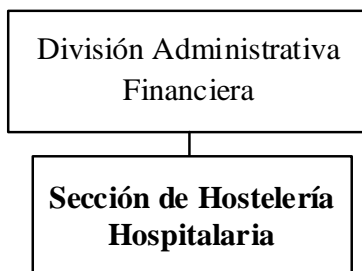 División Administrativa
Financiera
Sección de Hostelería
Hospitalaria